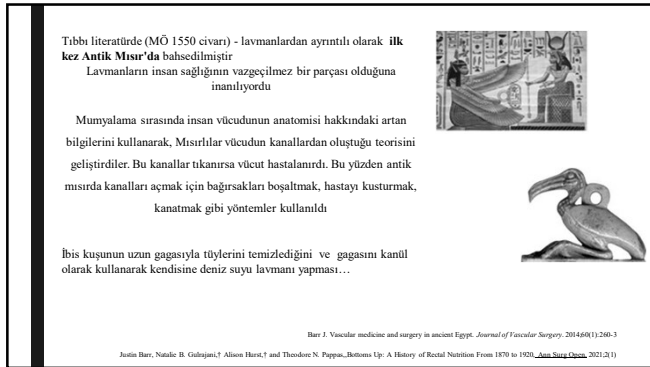 Tıbbı literatürde (MÖ 1550 civarı) - lavmanlardan ayrıntılı olarak ilk
kez Antik Mısır'da bahsedilmiştir
Lavmanların insan sağlığının vazgeçilmez bir parçası olduğuna
inanılıyordu
Mumyalama sırasında insan vücudunun anatomisi hakkındaki artan
bilgilerini kullanarak, Mısırlılar vücudun kanallardan oluştuğu teorisini
geliştirdiler. Bu kanallar tıkanırsa vücut hastalanırdı. Bu yüzden antik
mısırda kanalları açmak için bağırsakları boşaltmak, hastayı kusturmak,
kanatmak gibi yöntemler kullanıldı
İbis kuşunun uzun gagasıyla tüylerini temizlediğini ve gagasını kanül
olarak kullanarak kendisine deniz suyu lavmanı yapması…
Barr J. Vascular medicine and surgery in ancient Egypt. Journal of Vascular Surgery. 2014;60(1):260-3
Justin Barr, Natalie B. Gulrajani,† Alison Hurst,† and Theodore N. Pappas,,Bottoms Up: A History of Rectal Nutrition From 1870 to 1920, Ann Surg Open, 2021;2(1)